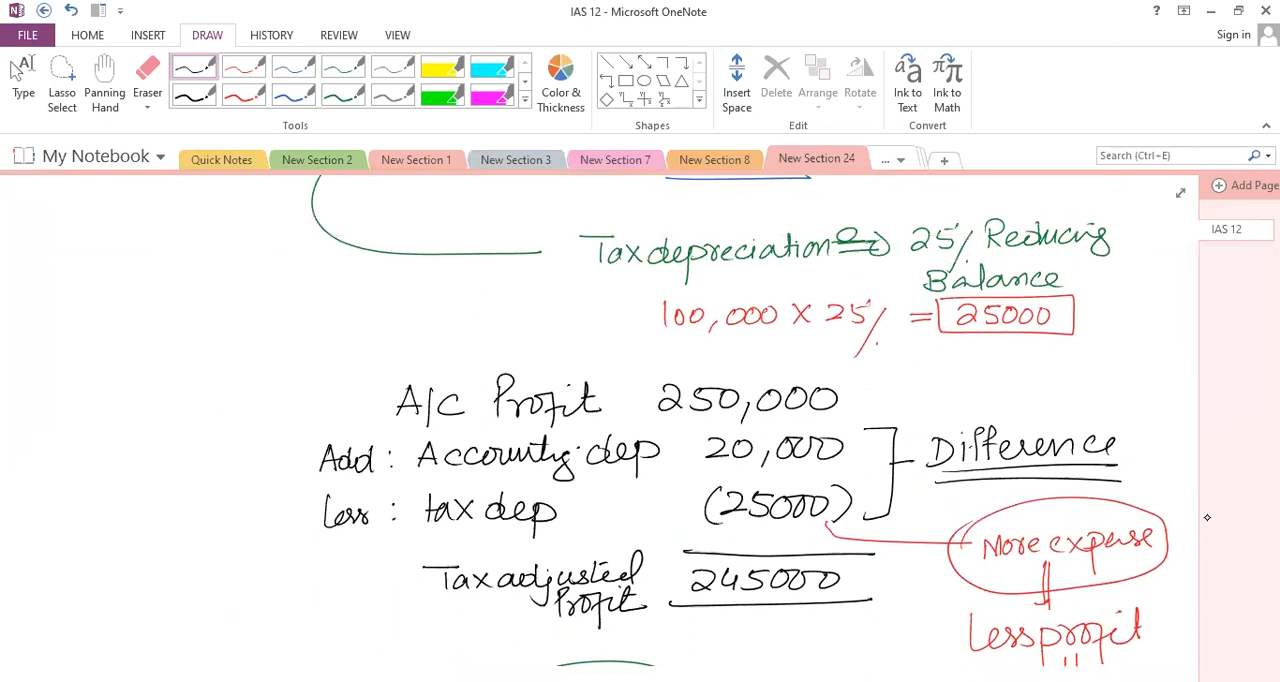 IAS 12 - Microsoft OneNote
?
FILE HOME INSERT DRAW HISTORY REVIEW VIEW
Sign in
Type
Lasso Select
Panning Hand
Eraser
Color & Thickness
Insert Space
Delete
Arrange
Rotate
Ink to Text
Ink to Math
Tools
Shapes
Edit
Convert
My Notebook
Quick Notes
New Section 2
New Section 1
New Section 3
New Section 7
New Section 8
New Section 24
...
Search (Ctrl+E)
Add Page
IAS 12
Tax depreciation ⇒ 25% Reducing
Balance
100,000 X 25% = 25000
A/C Profit 250,000
Add: Accounty dep 20,000
Difference
less: tax dep (25000)
More expense
Tax adjusted Profit 245000
Less profit